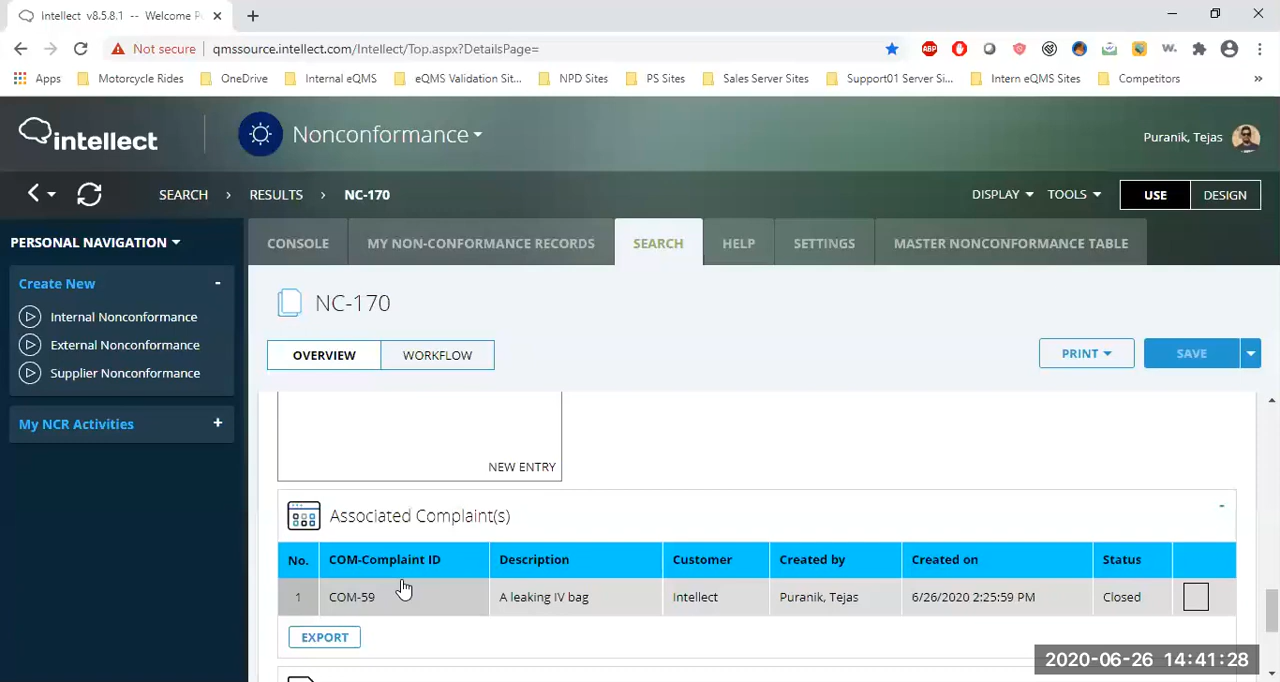 Intellect v8.5.8.1 -- Welcome P
Not secure qmssource.intellect.com/Intellect/Top.aspx?DetailsPage=
ABP W.
Apps Motorcycle Rides OneDrive Internal eQMS eQMS Validation Sit... NPD Sites PS Sites Sales Server Sites Support01 Server Si... Intern eQMS Sites Competitors »
intellect Nonconformance Puranik, Tejas
SEARCH › RESULTS › NC-170 DISPLAY TOOLS USE DESIGN
PERSONAL NAVIGATION
CONSOLE MY NON-CONFORMANCE RECORDS SEARCH HELP SETTINGS MASTER NONCONFORMANCE TABLE
Create New -
Internal Nonconformance
External Nonconformance
Supplier Nonconformance
My NCR Activities +
NC-170
OVERVIEW WORKFLOW PRINT SAVE
NEW ENTRY
Associated Complaint(s) -
No. COM-Complaint ID Description Customer Created by Created on Status
1 COM-59 A leaking IV bag Intellect Puranik, Tejas 6/26/2020 2:25:59 PM Closed
EXPORT
2020-06-26 14:41:28